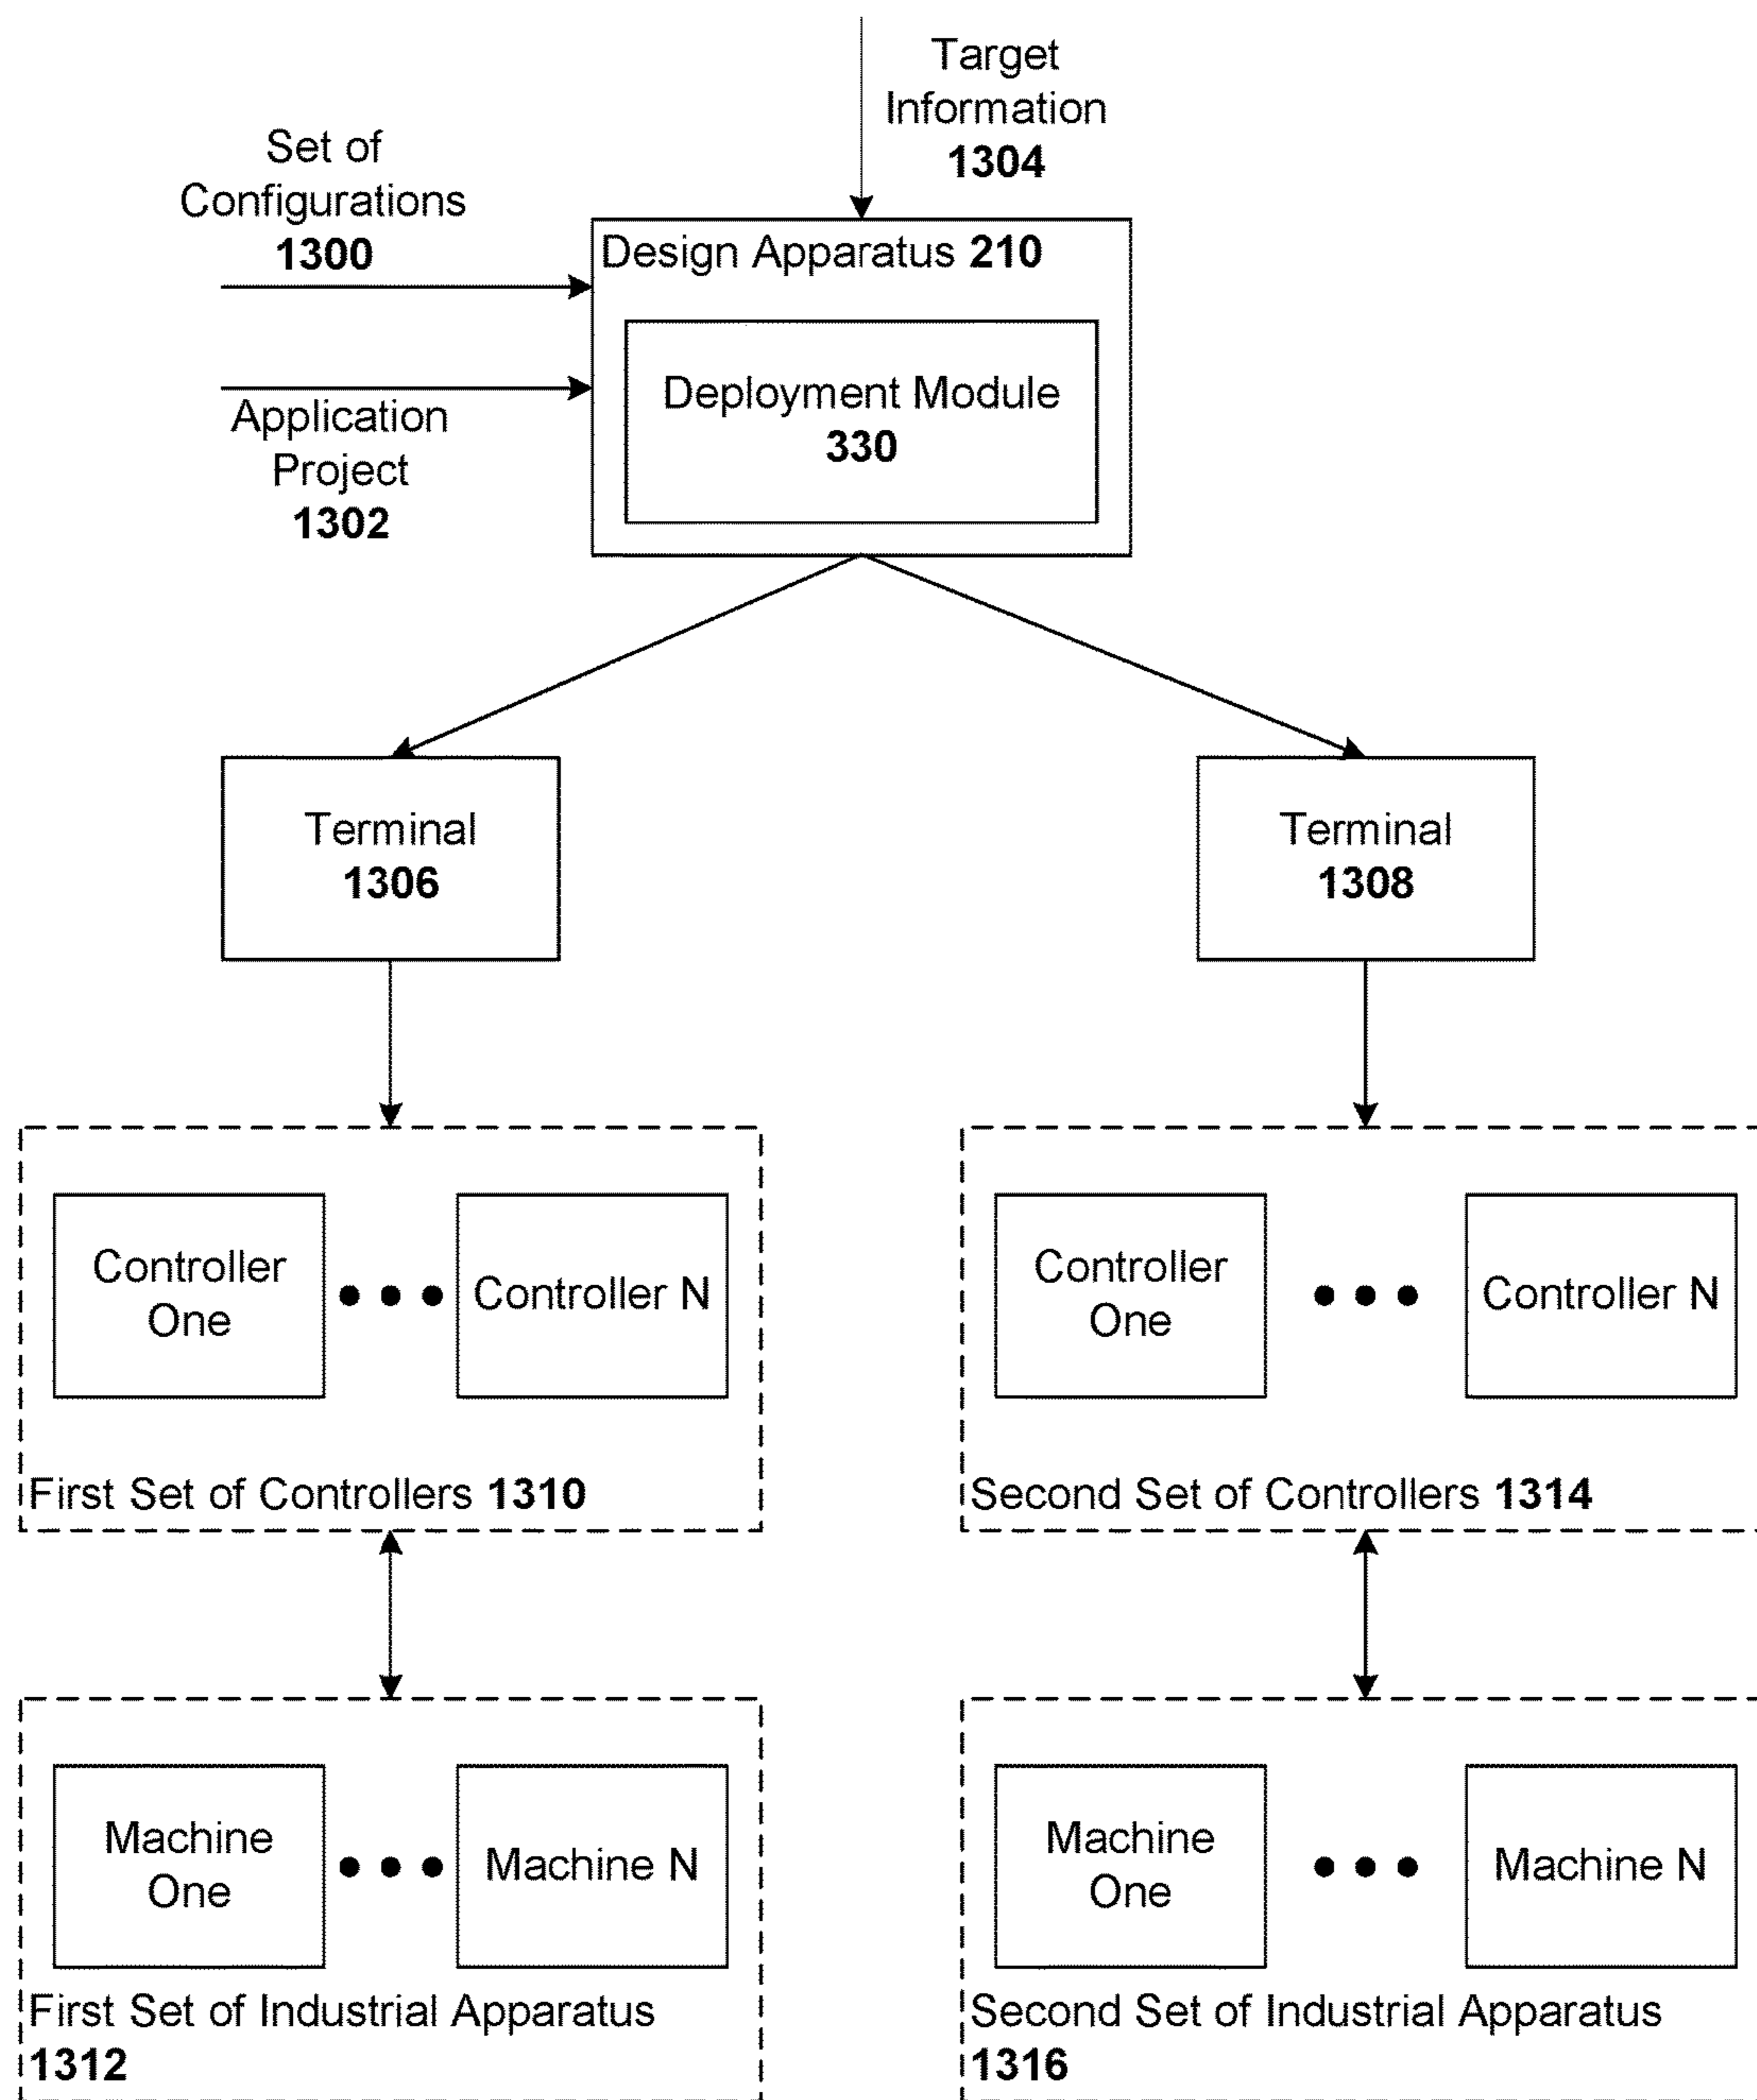 Target
Information
1304
Set of
Configurations
1300
Design Apparatus 210
Application
Project
1302
Deployment Module
330
Terminal
1306
Terminal
1308
Controller
One
Controller N
First Set of Controllers 1310
Controller
One
Controller N
Second Set of Controllers 1314
Machine
One
Machine N
First Set of Industrial Apparatus
1312
Machine
One
Machine N
Second Set of Industrial Apparatus
1316